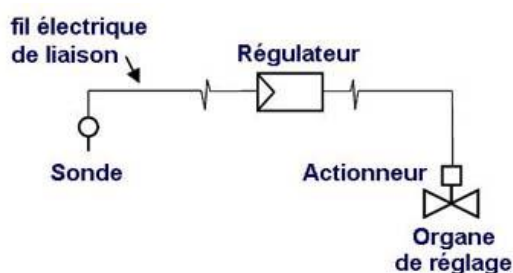 fil électrique
de liaison
Régulateur
Sonde
Actionneur
Organe
de réglage